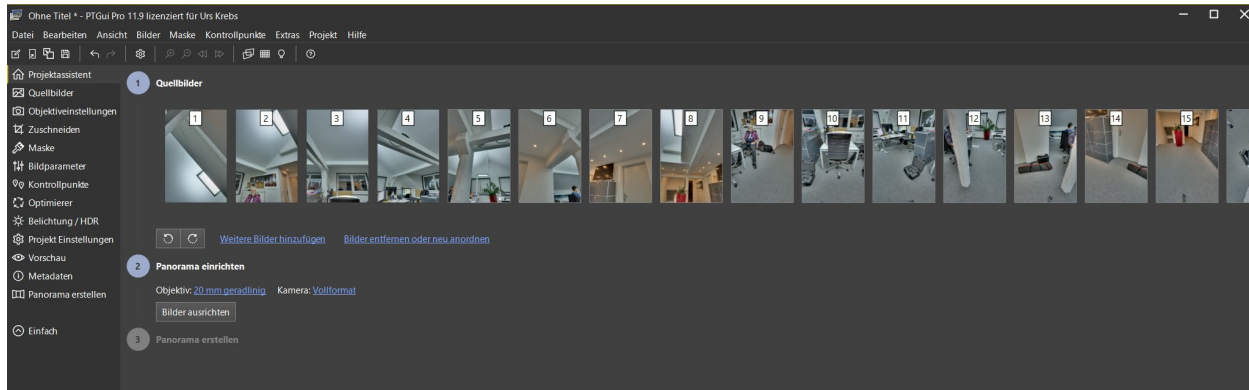 Ohne Titel * - PTGui Pro 11.9 lizenziert für Urs Krebs
Datei Bearbeiten Ansicht Bilder Maske Kontrollpunkte Extras Projekt Hilfe
Projektassistent
Quellbilder
Objektiveinstellungen
Zuschneiden
Maske
Bildparameter
Kontrollpunkte
Optimierer
Belichtung / HDR
Projekt Einstellungen
Vorschau
Metadaten
Panorama erstellen
Einfach
1 Quellbilder
1 2 3 4 5 6 7 8 9 10 11 12 13 14 15
Weitere Bilder hinzufügen Bilder entfernen oder neu anordnen
2 Panorama einrichten
Objektiv: 20 mm geradlinig Kamera: Vollformat
Bilder ausrichten
3 Panorama erstellen